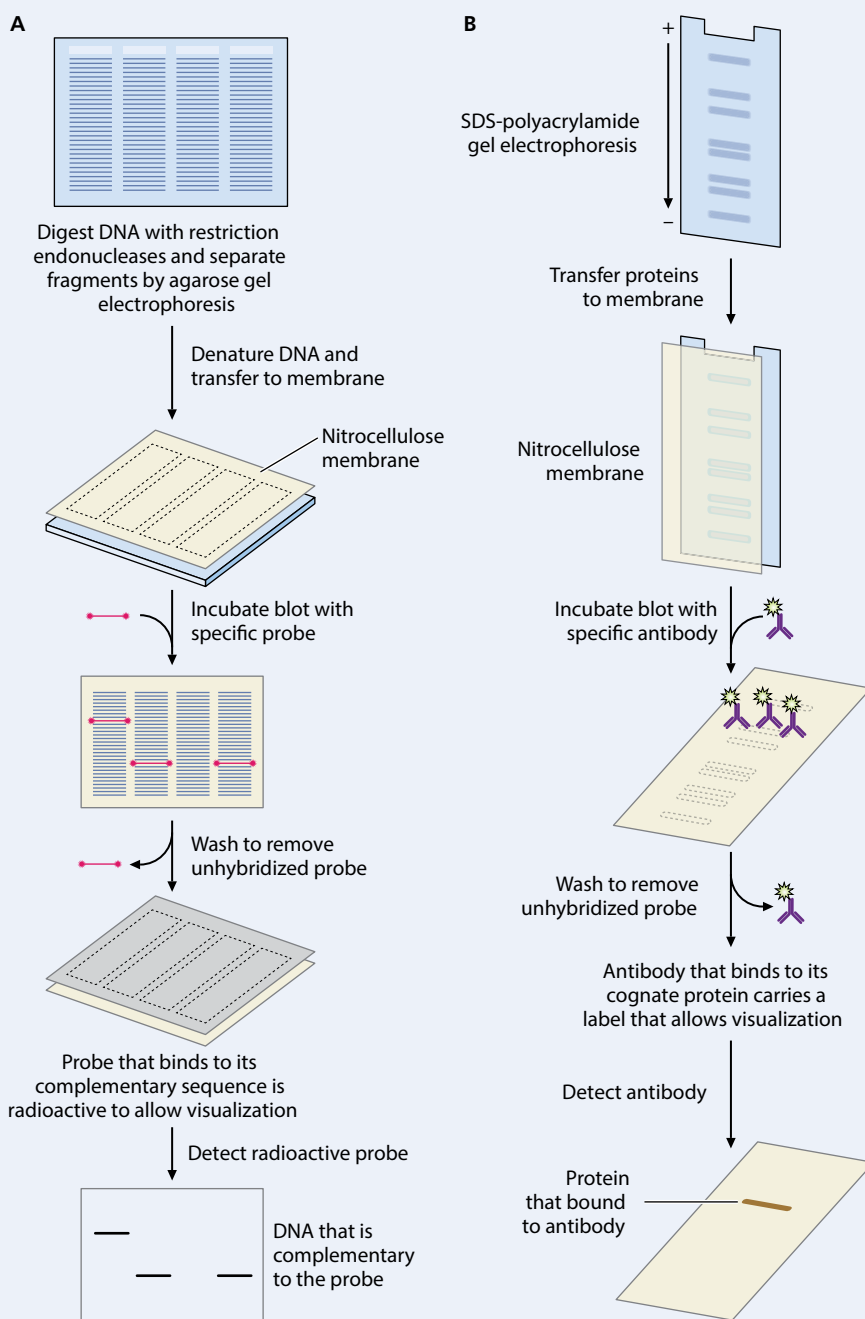 A
Digest DNA with restriction
endonucleases and separate
fragments by agarose gel
electrophoresis
Denature DNA and
transfer to membrane
Nitrocellulose
membrane
Incubate blot with
specific probe
Wash to remove
unhybridized probe
Probe that binds to its
complementary sequence is
radioactive to allow visualization
Detect radioactive probe
DNA that is
complementary
to the probe
B
+
SDS-polyacrylamide
gel electrophoresis
−
Transfer proteins
to membrane
Nitrocellulose
membrane
Incubate blot with
specific antibody
Wash to remove
unhybridized probe
Antibody that binds to its
cognate protein carries a
label that allows visualization
Detect antibody
Protein
that bound
to antibody